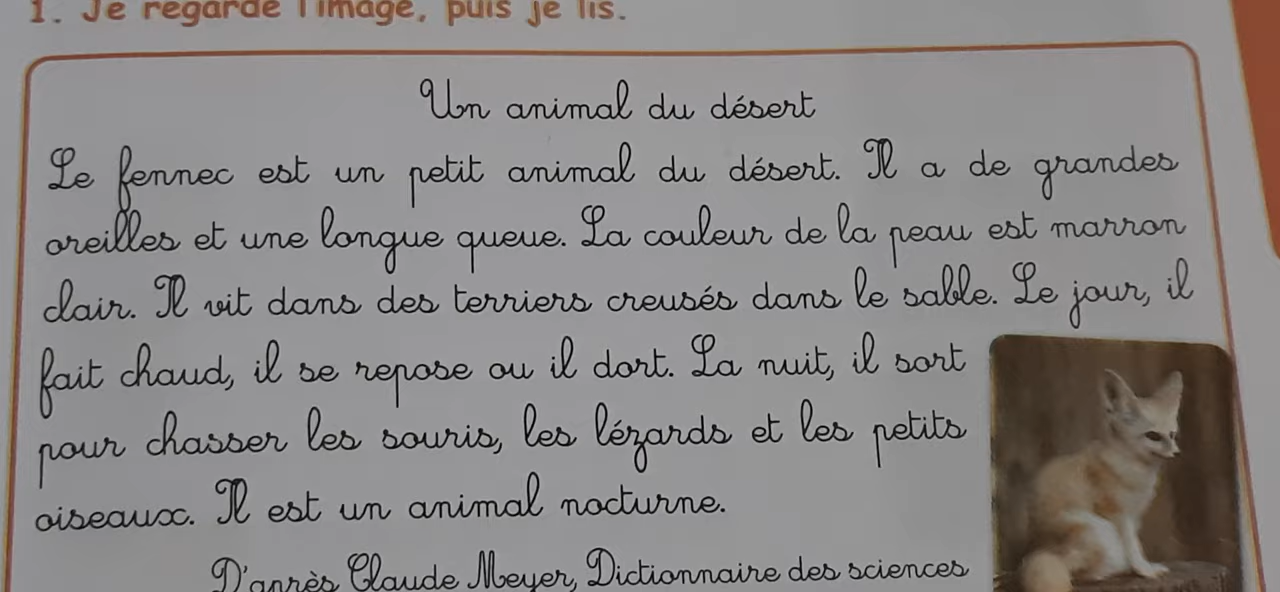 1. Je regarde l'image, puis je lis.
Un animal du désert
Le fennec est un petit animal du désert. Il a de grandes
oreilles et une longue queue. La couleur de la peau est marron
clair. Il vit dans des terriers creusés dans le sable. Le jour, il
fait chaud, il se repose ou il dort. La nuit, il sort
pour chasser les souris, les lézards et les petits
oiseaux. Il est un animal nocturne.
D'après Claude Meyer, Dictionnaire des sciences